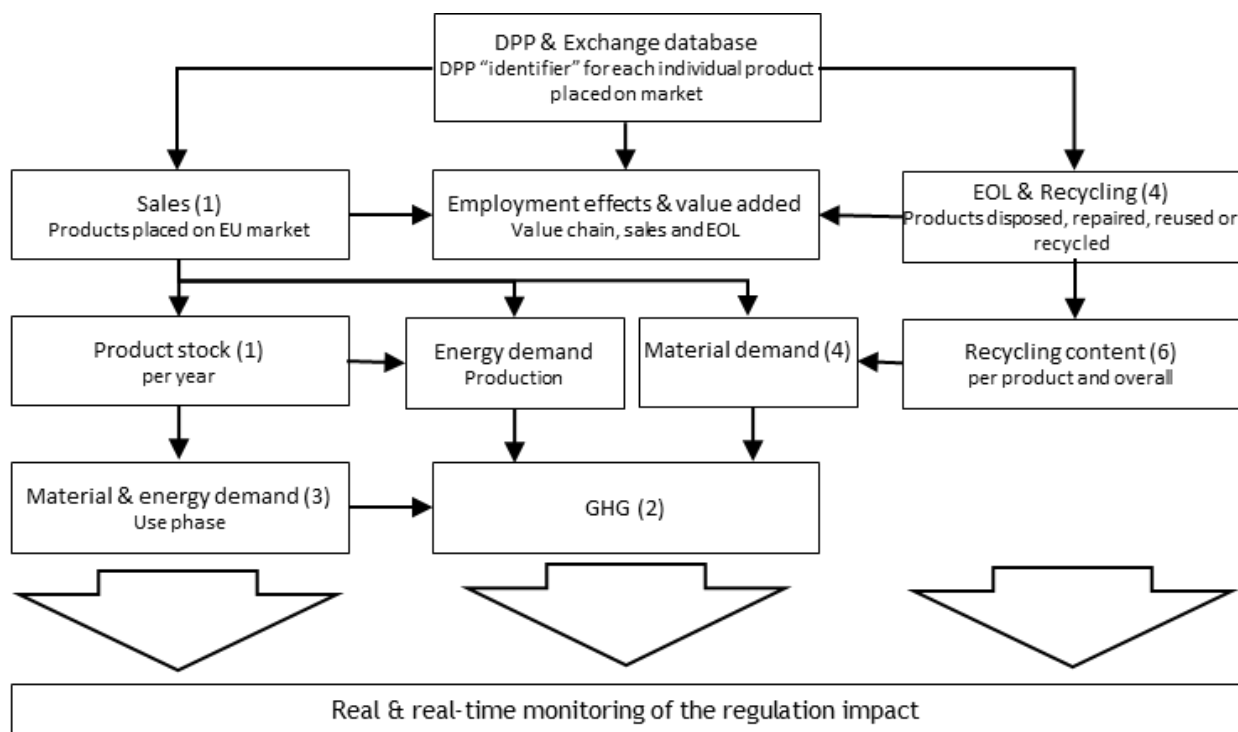 DPP & Exchange database
DPP “identifier” for each individual product
placed on market
Sales (1)
Products placed on EU market
Employment effects & value added
Value chain, sales and EOL
EOL & Recycling (4)
Products disposed, repaired, reused or
recycled
Product stock (1)
per year
Energy demand
Production
Material demand (4)
Recycling content (6)
per product and overall
Material & energy demand (3)
Use phase
GHG (2)
Real & real-time monitoring of the regulation impact